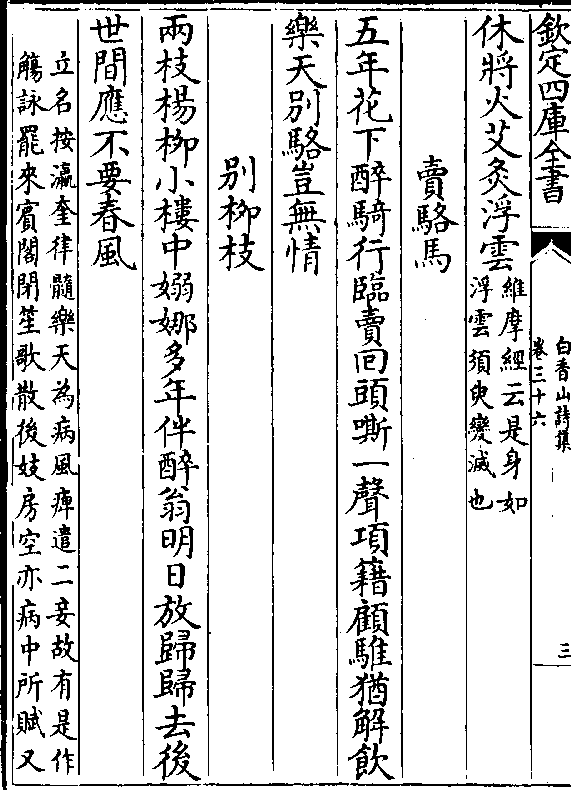 欽定四庫全書
白香山詩集
卷三十六
三
休將火艾灸浮雲
維摩經云是身如
浮雲須臾變滅也
賣駱馬
五年花下醉騎行臨賣回頭嘶一聲項籍顧騅猶解飲
樂天别駱豈無情
别栁枝
兩枝楊栁小樓中嫋娜多年伴醉翁明日放歸歸去後
世間應不要春風
立名按瀛奎律髓樂天為病風痺遣二妾故有是作
觴詠罷來賓閣閉笙歌散後妓房空亦病中所賦又